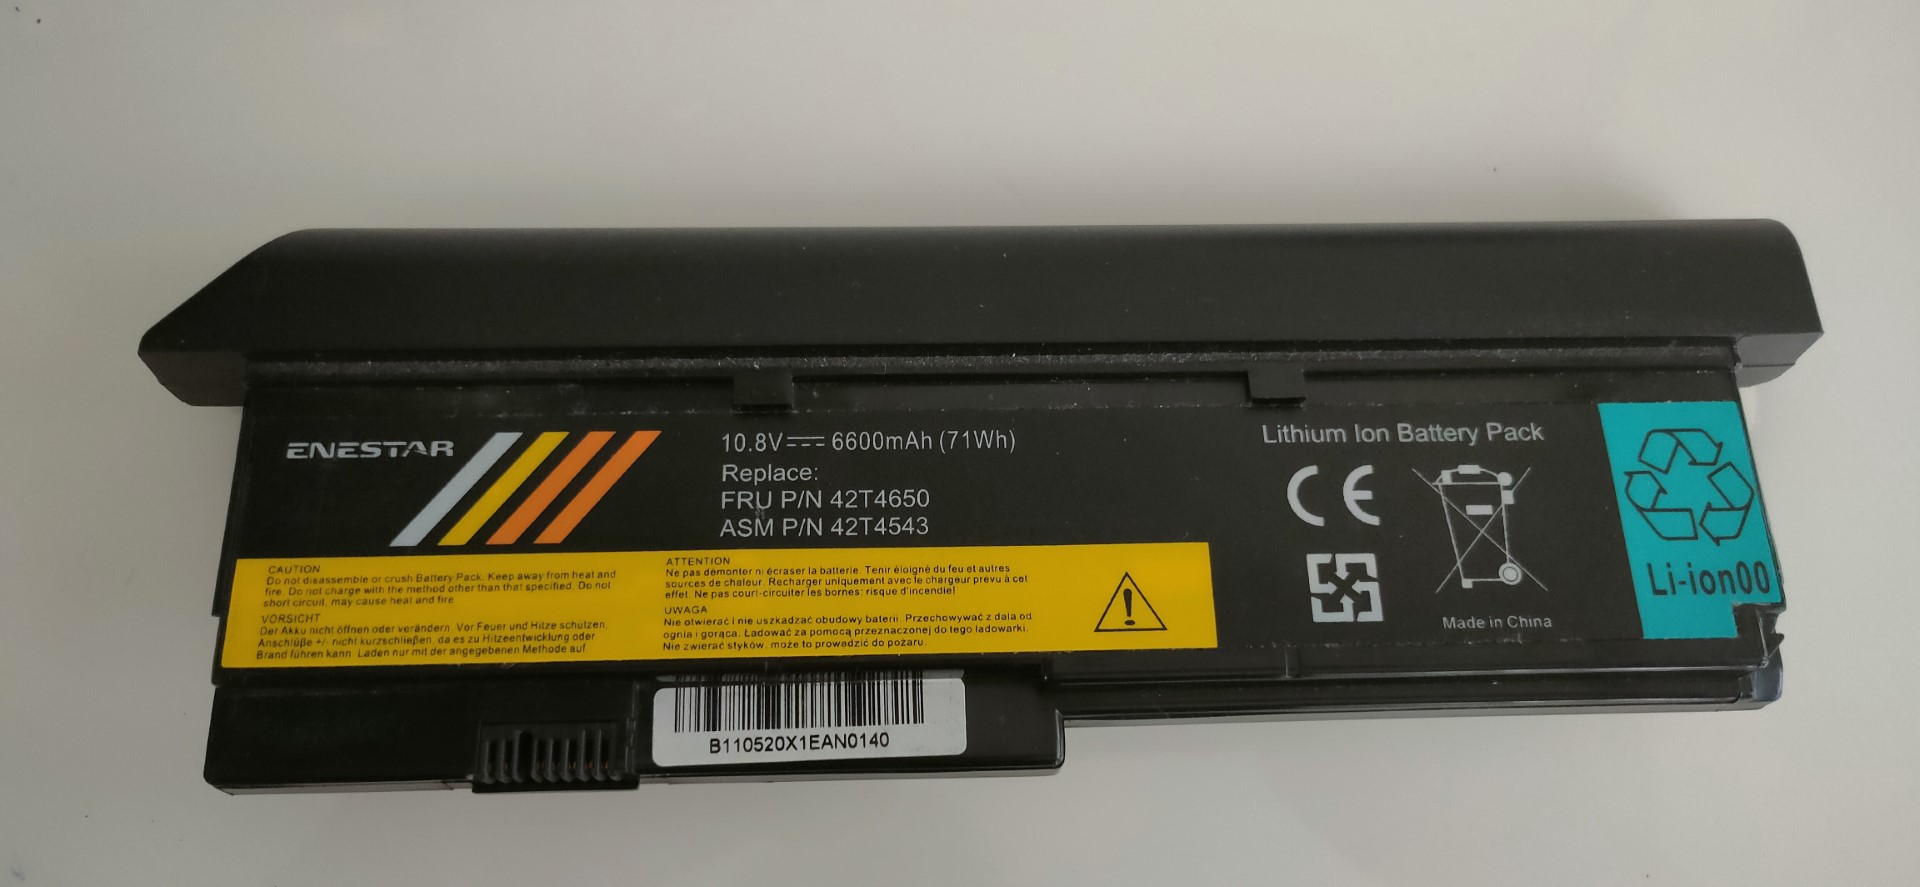 ENESTAR
10.8V 6600mAh (71Wh)
Replace:
FRU P/N 42T4650
ASM P/N 42T4543
Lithium Ion Battery Pack
CE
Made in China
Li-ion00
CAUTION
Do not disassemble or crush Battery Pack. Keep away from heat and
fire. Do not charge with the method other than that specified. Do not
short circuit, may cause heat and fire
VORSICHT
Der Akku nicht öffnen oder verändern. Vor Feuer und Hitze schützen,
Anschlüße +/- nicht kurzschließen, da es zu Hitzeentwicklung oder
Brand führen kann. Laden nur mit der angegebenen Methode auf
ATTENTION
Ne pas démonter ni écraser la batterie. Tenir éloigné du feu et autres
sources de chaleur. Recharger uniquement avec le chargeur prévu à cet
effet. Ne pas court-circuiter les bornes: risque d'incendie!
UWAGA
Nie otwierać i nie uszkadzać obudowy baterii. Przechowywać z dala od
ognia i gorąca. Ładować za pomocą przeznaczonej do tego ładowarki.
Nie zwierać styków, może to prowadzić do pożaru.
B110520X1EAN0140